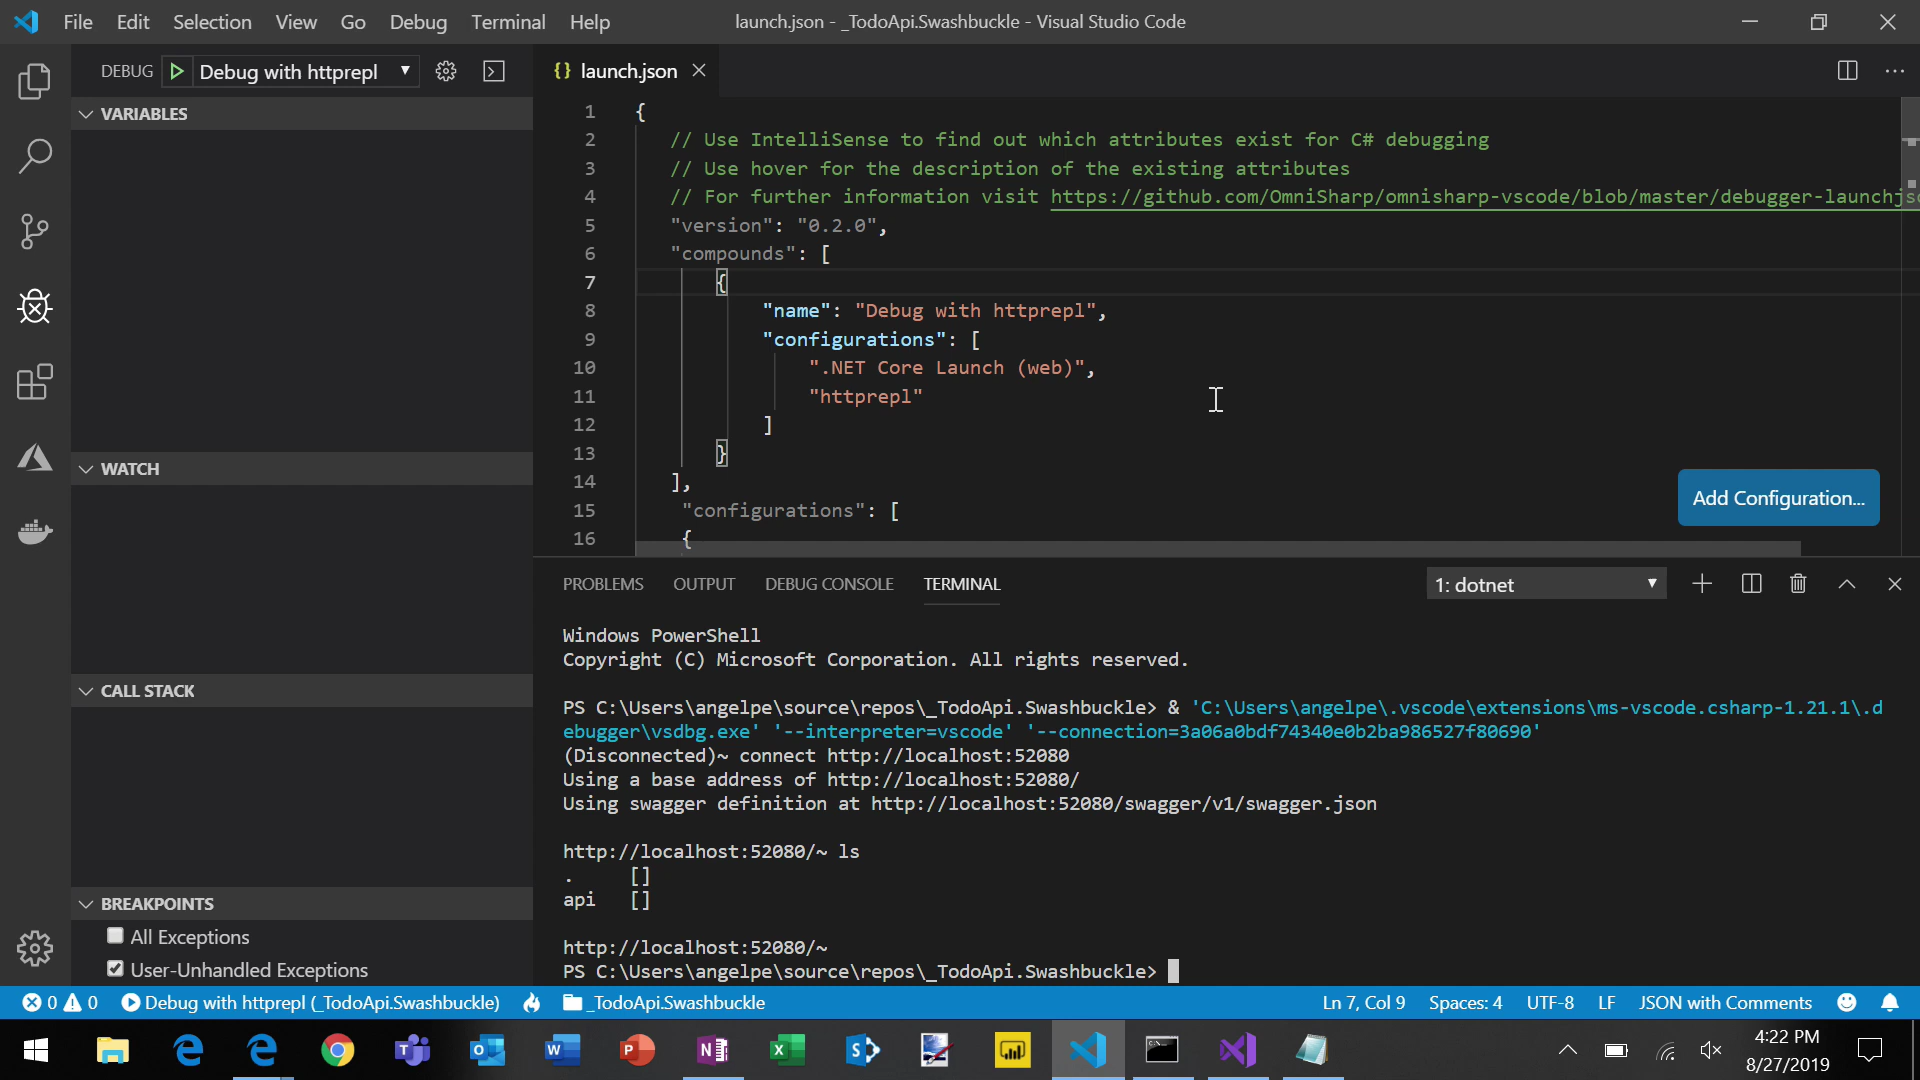 File Edit Selection View Go Debug Terminal Help
launch.json - _TodoApi.Swashbuckle - Visual Studio Code
DEBUG Debug with httprepl
launch.json
VARIABLES
WATCH
CALL STACK
BREAKPOINTS
All Exceptions
User-Unhandled Exceptions
1 {
2 // Use IntelliSense to find out which attributes exist for C# debugging
3 // Use hover for the description of the existing attributes
4 // For further information visit https://github.com/OmniSharp/omnisharp-vscode/blob/master/debugger-launchjs
5 "version": "0.2.0",
6 "compounds": [
7 {
8 "name": "Debug with httprepl",
9 "configurations": [
10 ".NET Core Launch (web)",
11 "httprepl"
12 ]
13 }
14 ],
15 "configurations": [
16 {
Add Configuration...
PROBLEMS OUTPUT DEBUG CONSOLE TERMINAL
1: dotnet
Windows PowerShell
Copyright (C) Microsoft Corporation. All rights reserved.
PS C:\Users\angelpe\source\repos\_TodoApi.Swashbuckle> & 'C:\Users\angelpe\.vscode\extensions\ms-vscode.csharp-1.21.1\.d
ebugger\vsdbg.exe' '--interpreter=vscode' '--connection=3a06a0bdf74340e0b2ba986527f80690'
(Disconnected)~ connect http://localhost:52080
Using a base address of http://localhost:52080/
Using swagger definition at http://localhost:52080/swagger/v1/swagger.json
http://localhost:52080/~ ls
. []
api []
http://localhost:52080/~
PS C:\Users\angelpe\source\repos\_TodoApi.Swashbuckle>
0 0 Debug with httprepl (_TodoApi.Swashbuckle) _TodoApi.Swashbuckle
Ln 7, Col 9 Spaces: 4 UTF-8 LF JSON with Comments
4:22 PM
8/27/2019